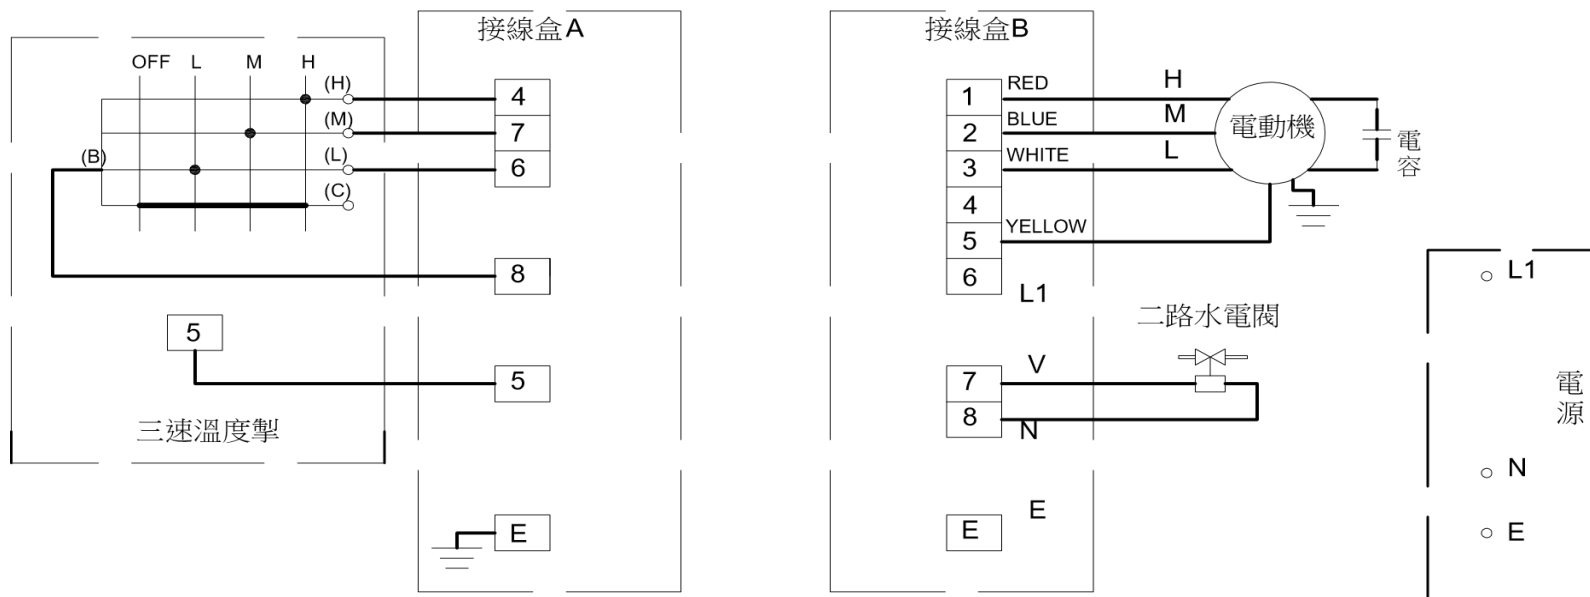 接線盒A
接線盒B
OFF L M H
(H)
(M)
(B)
(L)
(C)
4
7
6
8
5
5
三速溫度掣
E
1
2
3
4
5
6
7
8
E
RED
BLUE
WHITE
YELLOW
H
M
L
電動機
電容
L1
二路水電閥
V
N
E
L1
電源
N
E